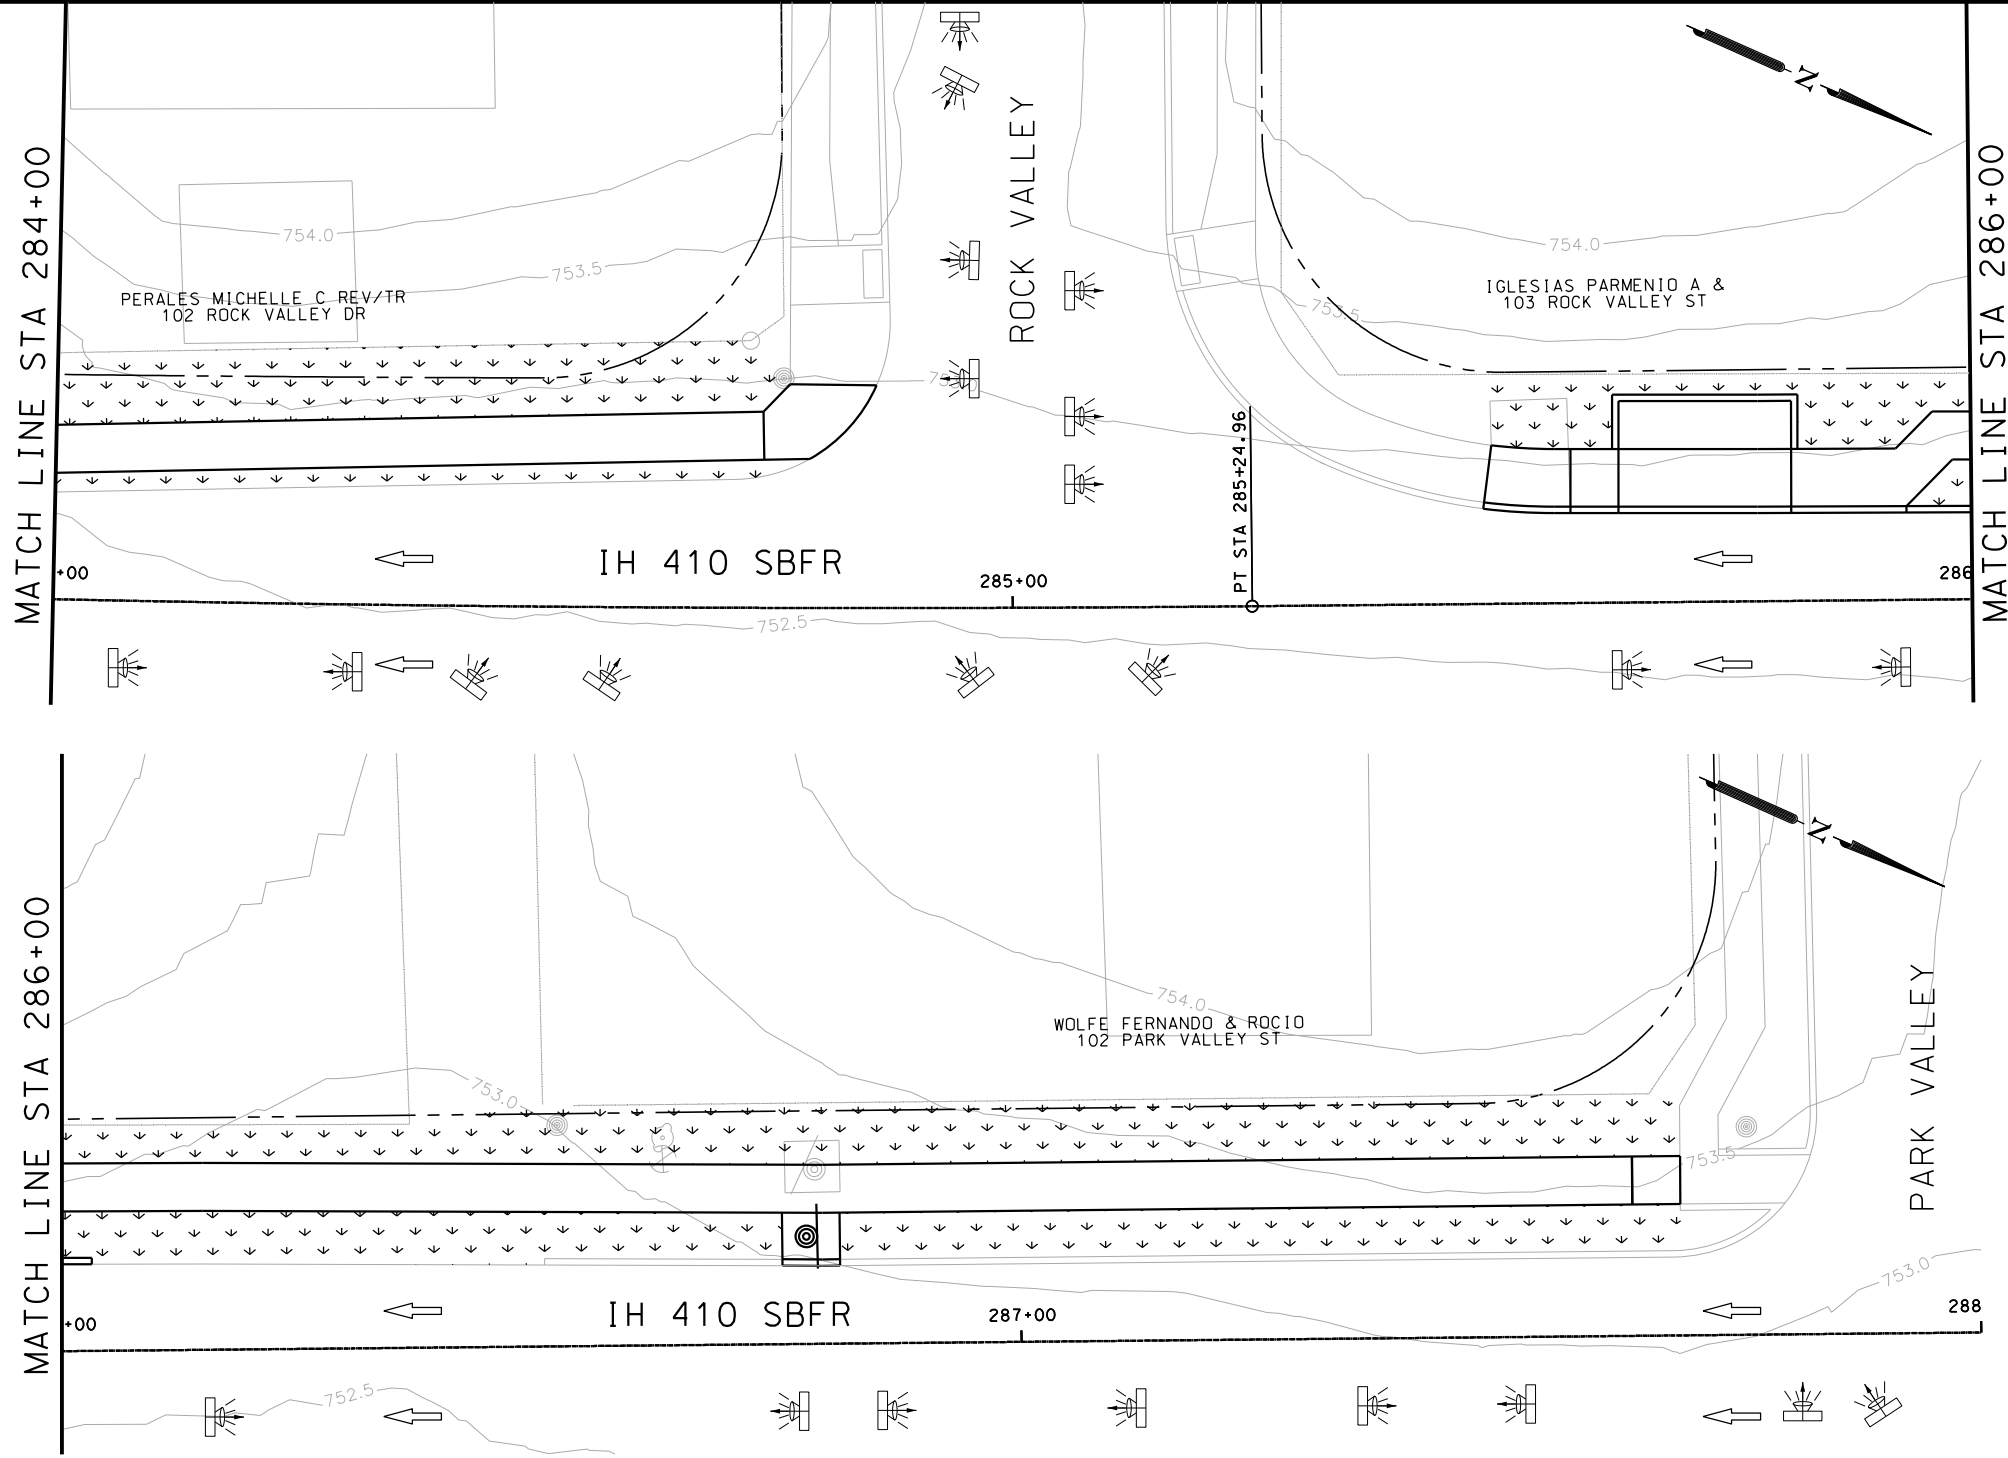 MATCH LINE STA 284+00
754.0
753.5
PERALES MICHELLE C REV/TR
102 ROCK VALLEY DR
ROCK VALLEY
N
754.0
753.5
IGLESIAS PARMENIO A &
103 ROCK VALLEY ST
MATCH LINE STA 286+00
PT STA 285+24.96
+00
IH 410 SBFR
285+00
286
752.5
MATCH LINE STA 286+00
N
754.0
WOLFE FERNANDO & ROCIO
102 PARK VALLEY ST
753.0
753.5
PARK VALLEY
753.0
+00
IH 410 SBFR
287+00
288
752.5